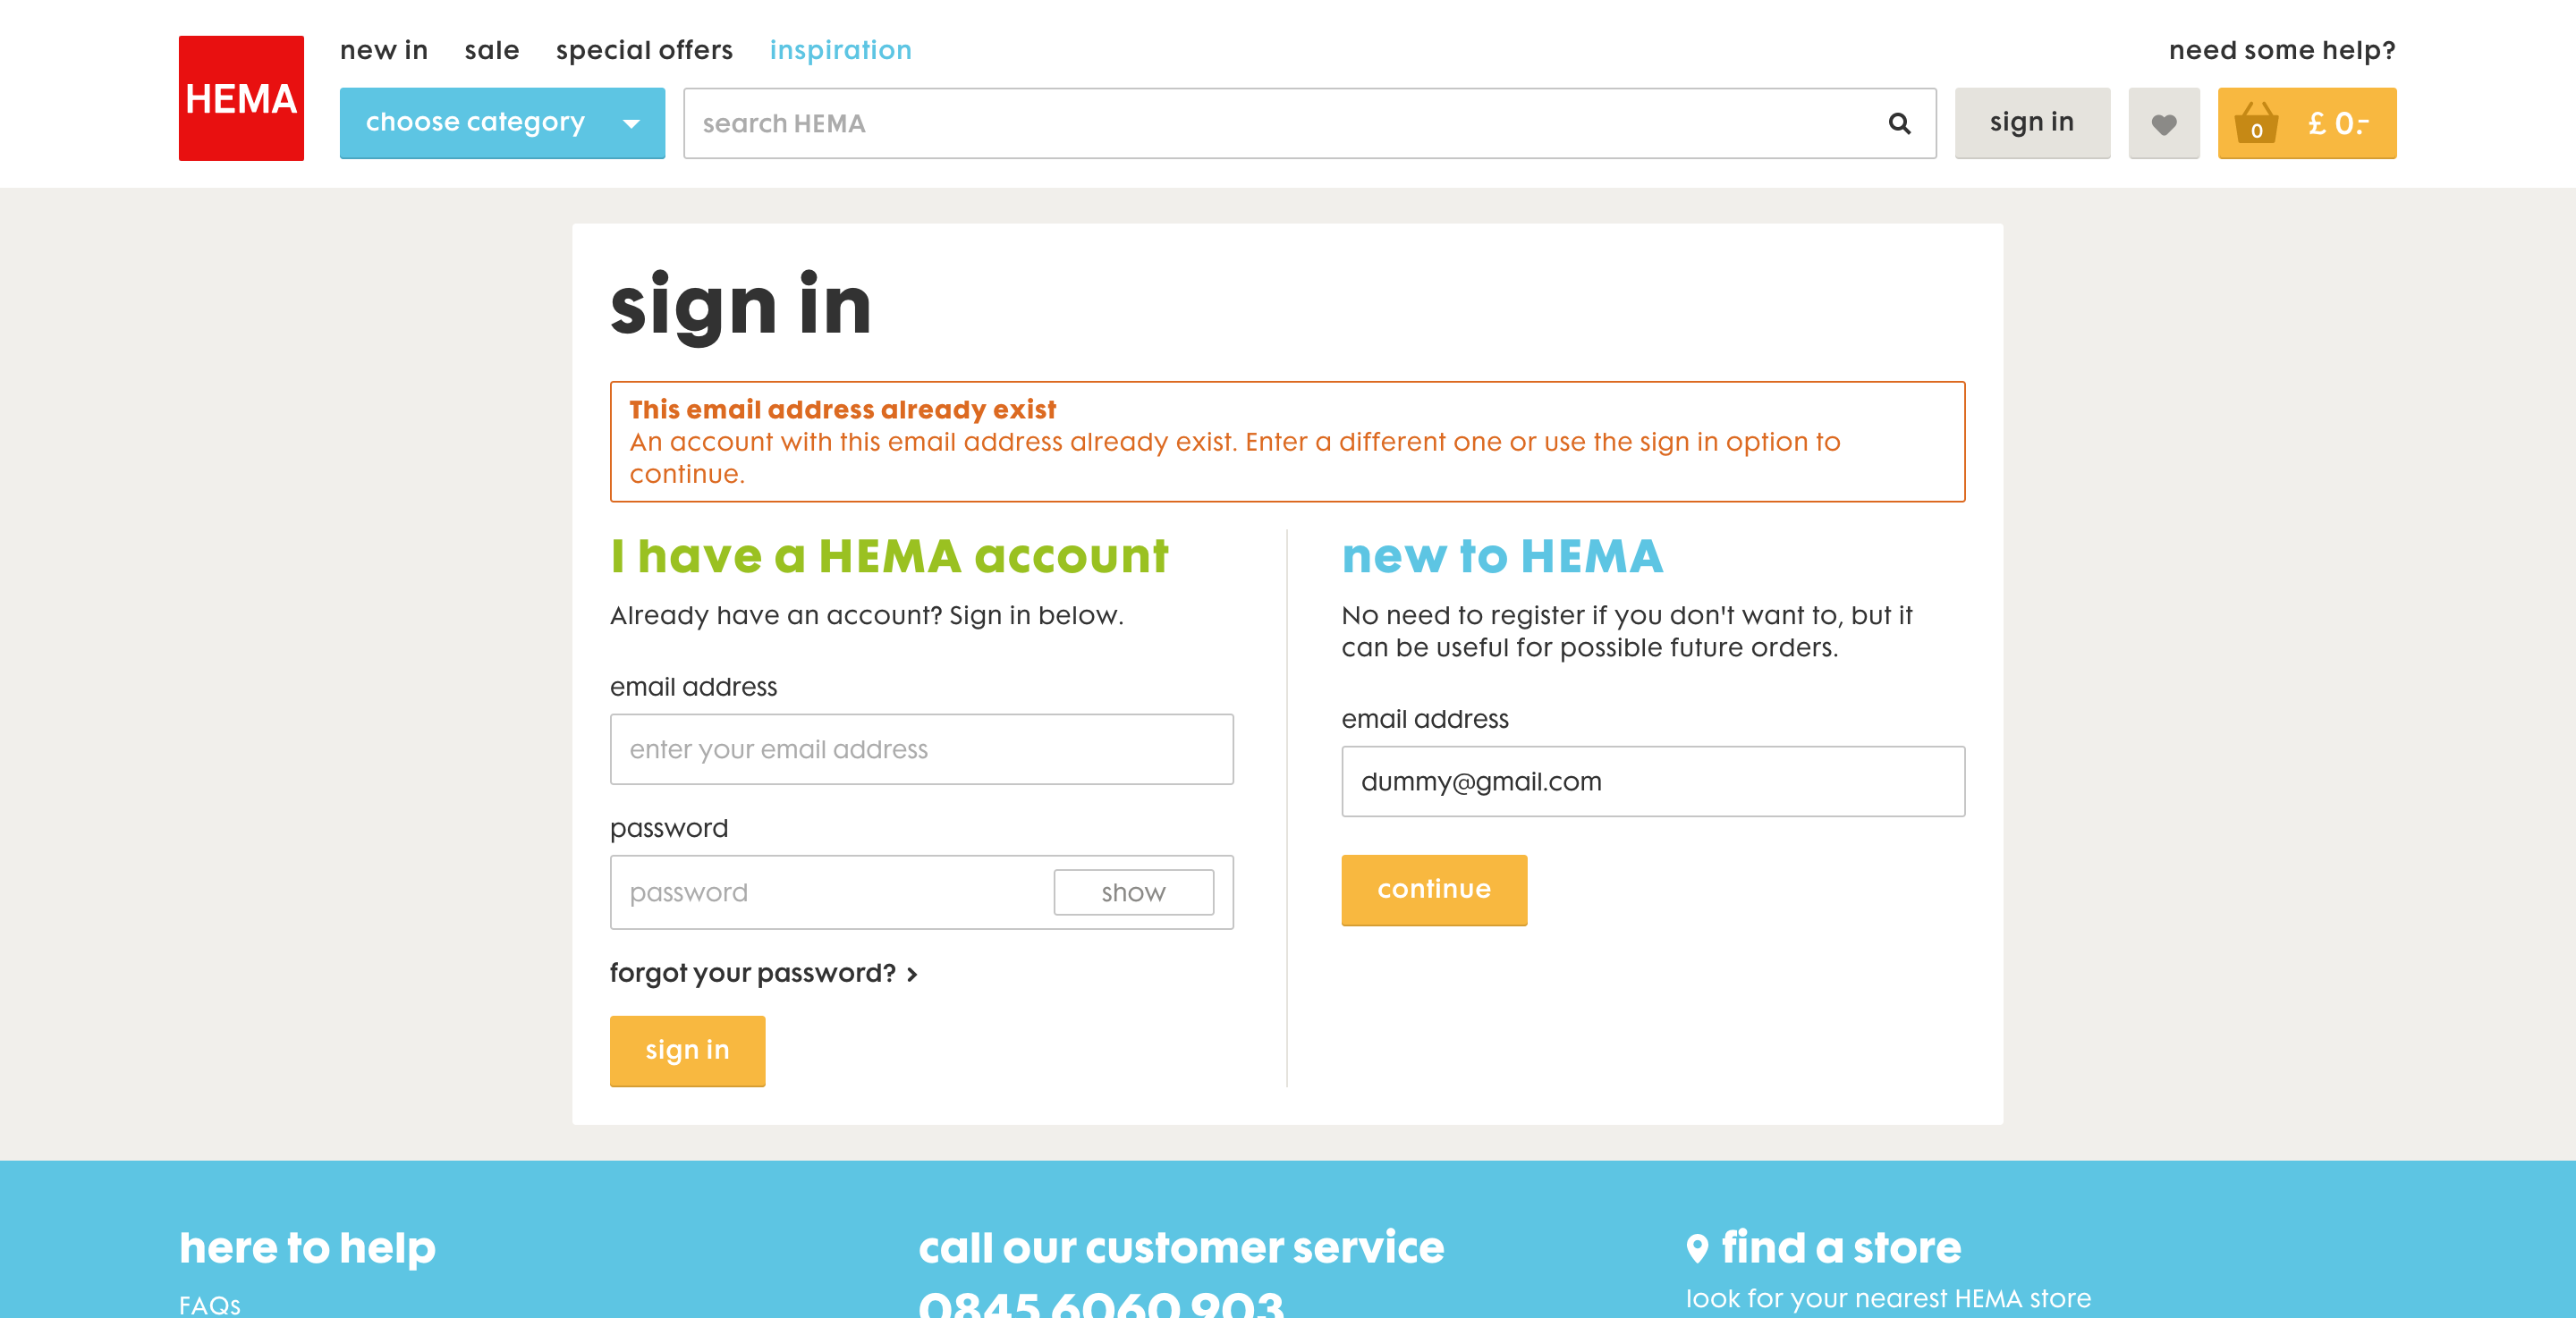 HEMA
new in sale special offers inspiration
need some help?
choose category
search HEMA
sign in
0
£ 0.-
sign in
This email address already exist
An account with this email address already exist. Enter a different one or use the sign in option to
continue.
I have a HEMA account
Already have an account? Sign in below.
email address
enter your email address
password
password
show
forgot your password?
sign in
new to HEMA
No need to register if you don't want to, but it
can be useful for possible future orders.
email address
dummy@gmail.com
continue
here to help
FAQs
call our customer service
0845 6060 903
find a store
look for your nearest HEMA store